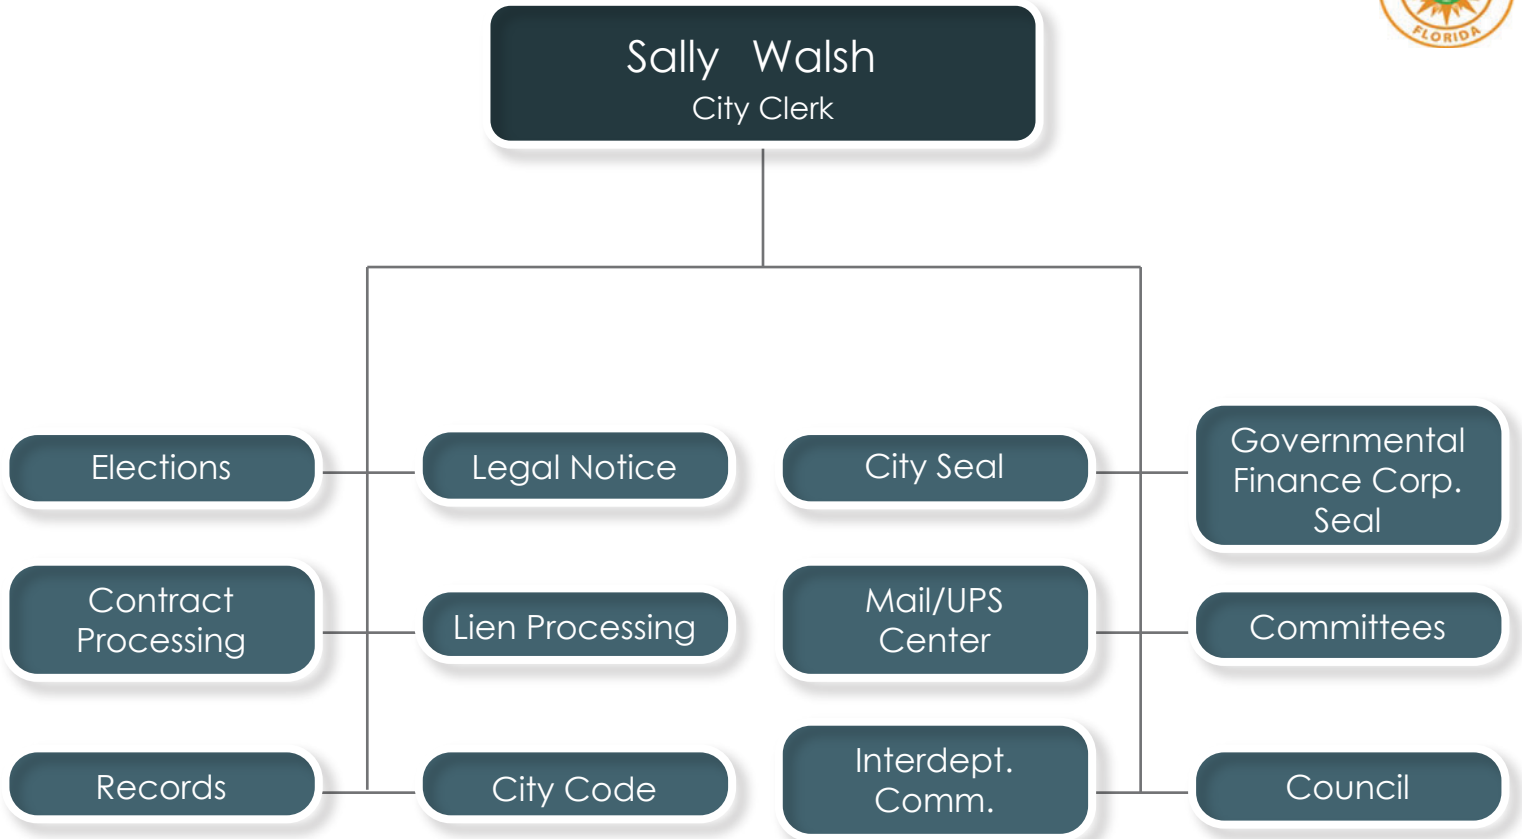 FLORIDA
Sally Walsh
City Clerk
Elections
Legal Notice
City Seal
Governmental
Finance Corp.
Seal
Contract
Processing
Lien Processing
Mail/UPS
Center
Committees
Records
City Code
Interdept.
Comm.
Council